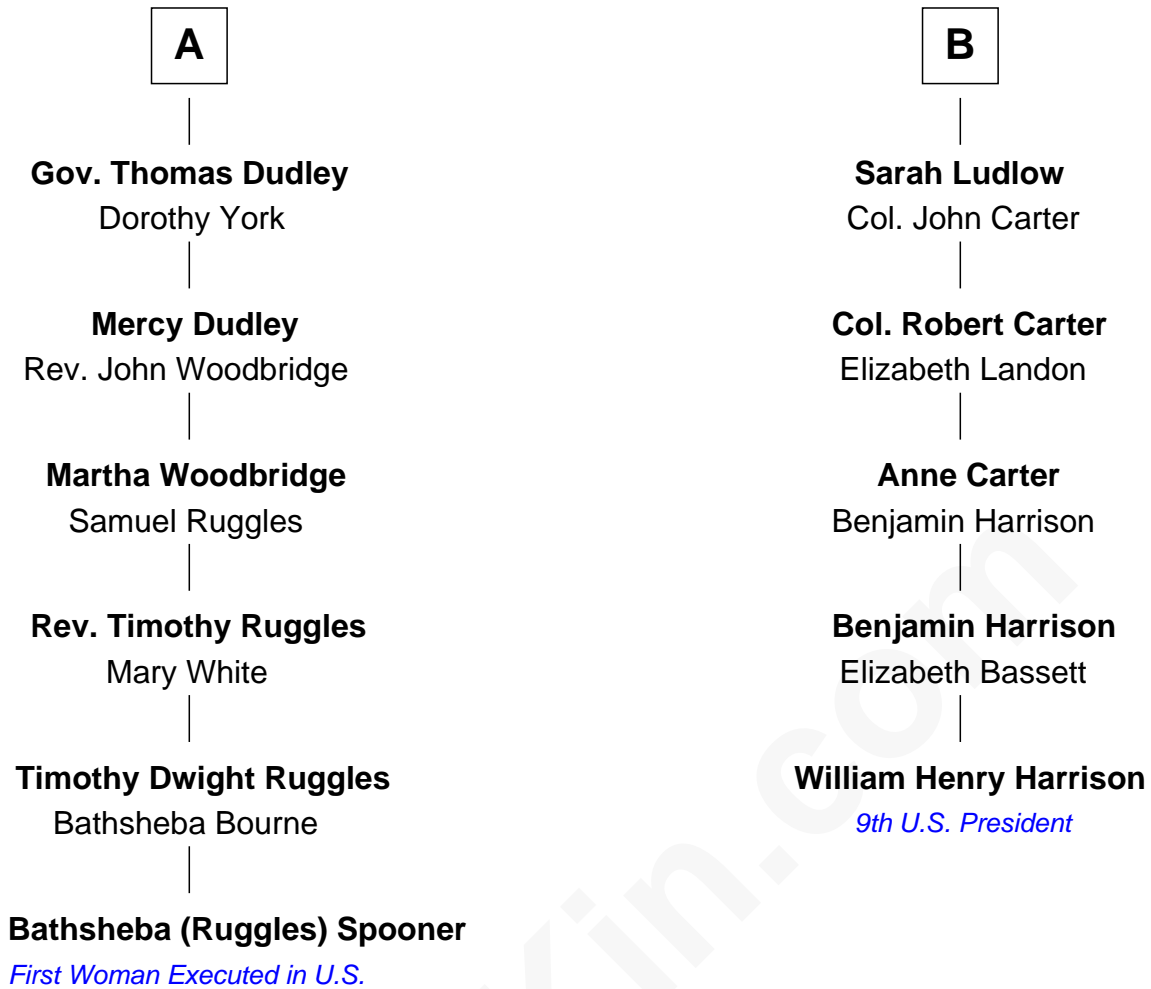 A
Gov. Thomas Dudley
Dorothy York
Mercy Dudley
Rev. John Woodbridge
Martha Woodbridge
Samuel Ruggles
Rev. Timothy Ruggles
Mary White
Timothy Dwight Ruggles
Bathsheba Bourne
Bathsheba (Ruggles) Spooner
First Woman Executed in U.S.
B
Sarah Ludlow
Col. John Carter
Col. Robert Carter
Elizabeth Landon
Anne Carter
Benjamin Harrison
Benjamin Harrison
Elizabeth Bassett
William Henry Harrison
9th U.S. President
Kin.com